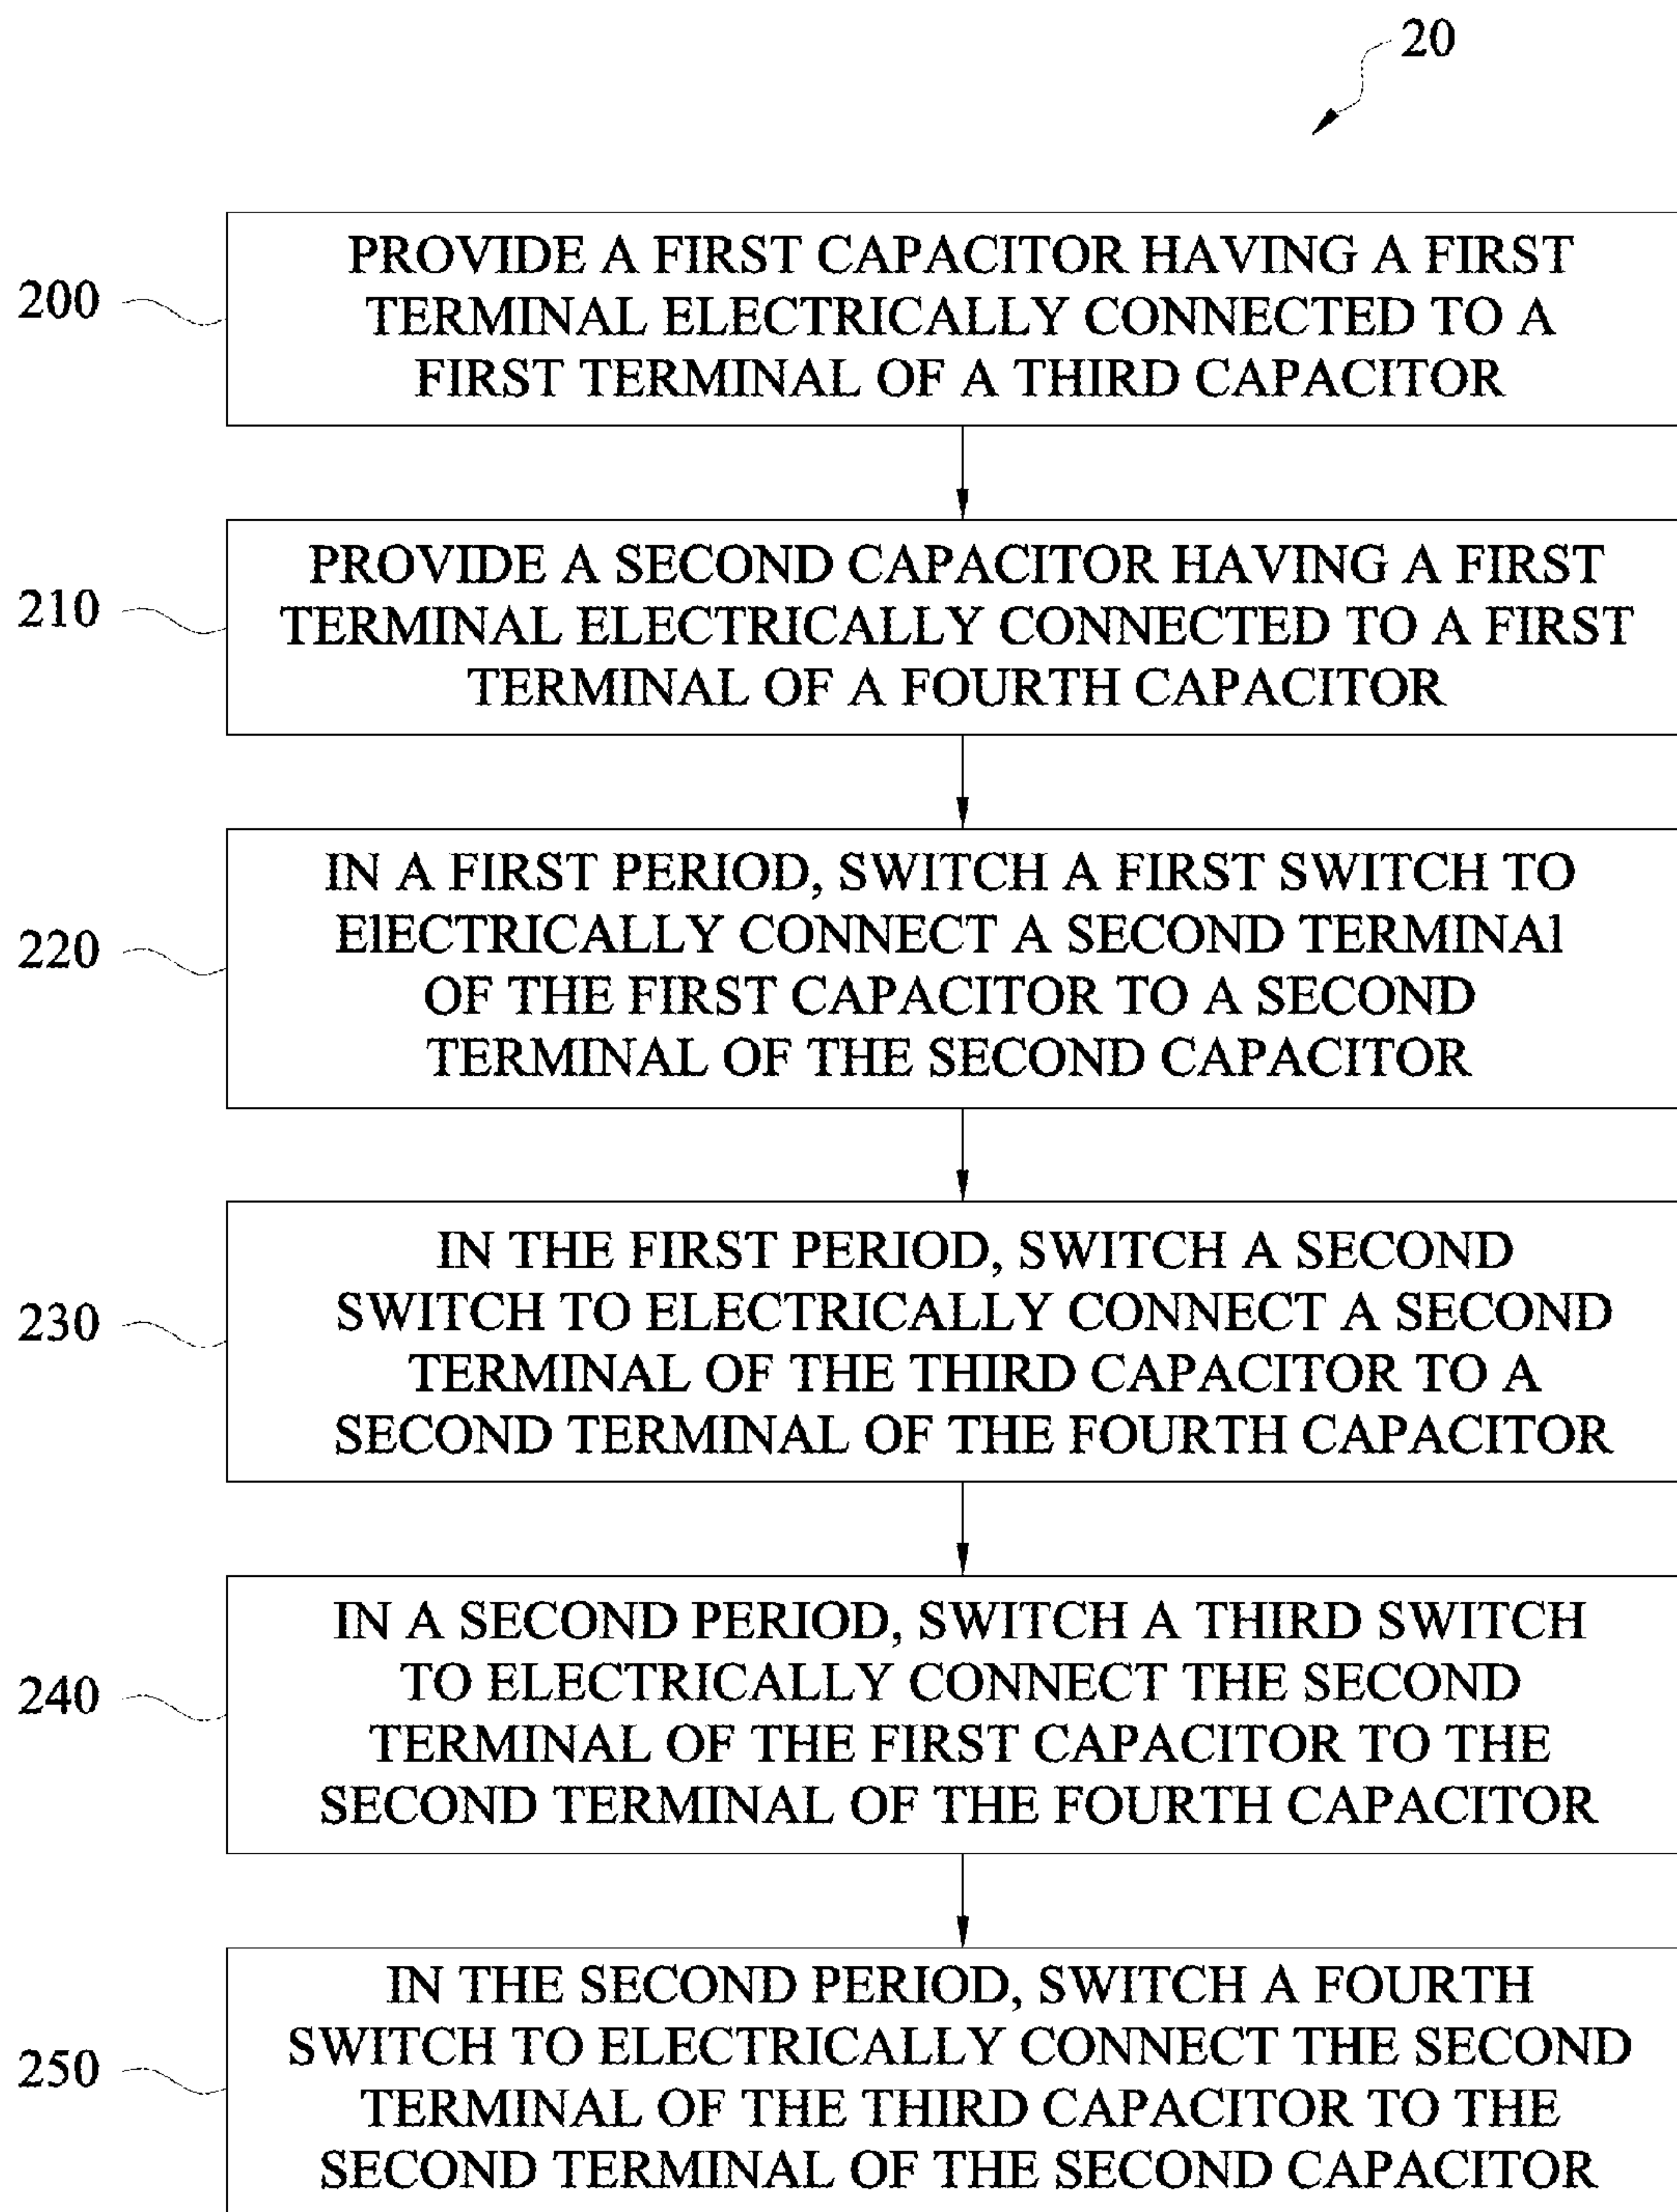 20
200
PROVIDE A FIRST CAPACITOR HAVING A FIRST
TERMINAL ELECTRICALLY CONNECTED TO A
FIRST TERMINAL OF A THIRD CAPACITOR
210
PROVIDE A SECOND CAPACITOR HAVING A FIRST
TERMINAL ELECTRICALLY CONNECTED TO A FIRST
TERMINAL OF A FOURTH CAPACITOR
220
IN A FIRST PERIOD, SWITCH A FIRST SWITCH TO
ElECTRICALLY CONNECT A SECOND TERMINAl
OF THE FIRST CAPACITOR TO A SECOND
TERMINAL OF THE SECOND CAPACITOR
230
IN THE FIRST PERIOD, SWITCH A SECOND
SWITCH TO ELECTRICALLY CONNECT A SECOND
TERMINAL OF THE THIRD CAPACITOR TO A
SECOND TERMINAL OF THE FOURTH CAPACITOR
240
IN A SECOND PERIOD, SWITCH A THIRD SWITCH
TO ELECTRICALLY CONNECT THE SECOND
TERMINAL OF THE FIRST CAPACITOR TO THE
SECOND TERMINAL OF THE FOURTH CAPACITOR
250
IN THE SECOND PERIOD, SWITCH A FOURTH
SWITCH TO ELECTRICALLY CONNECT THE SECOND
TERMINAL OF THE THIRD CAPACITOR TO THE
SECOND TERMINAL OF THE SECOND CAPACITOR